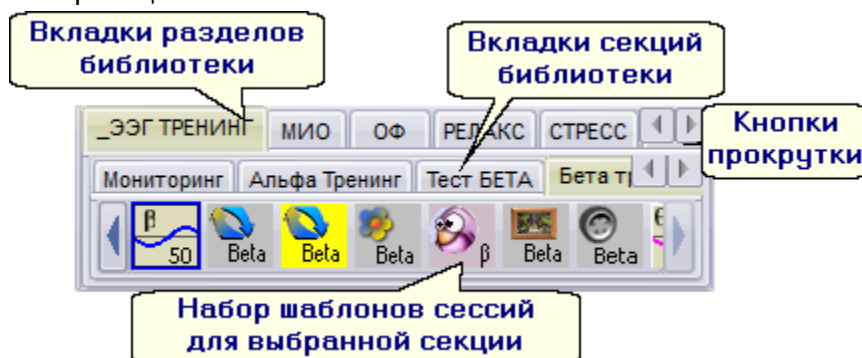 Вкладки разделов
библиотеки
Вкладки секций
библиотеки
_ЭЭГ ТРЕНИНГ МИО ОФ РЕЛАКС СТРЕСС
Кнопки
прокрутки
Мониторинг Альфа Тренинг Тест БЕТА Бета т
β
50 Beta Beta Beta β Beta Beta θ
Набор шаблонов сессий
для выбранной секции